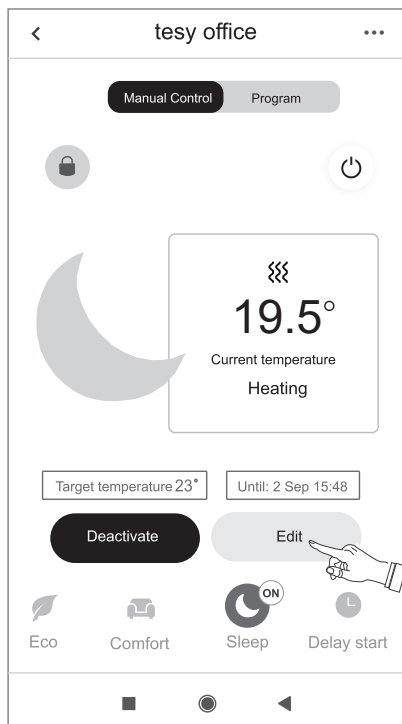 tesy office
Manual Control Program
19.5°
Current temperature
Heating
Target temperature 23° Until: 2 Sep 15:48
Deactivate Edit
ON
Eco Comfort Sleep Delay start